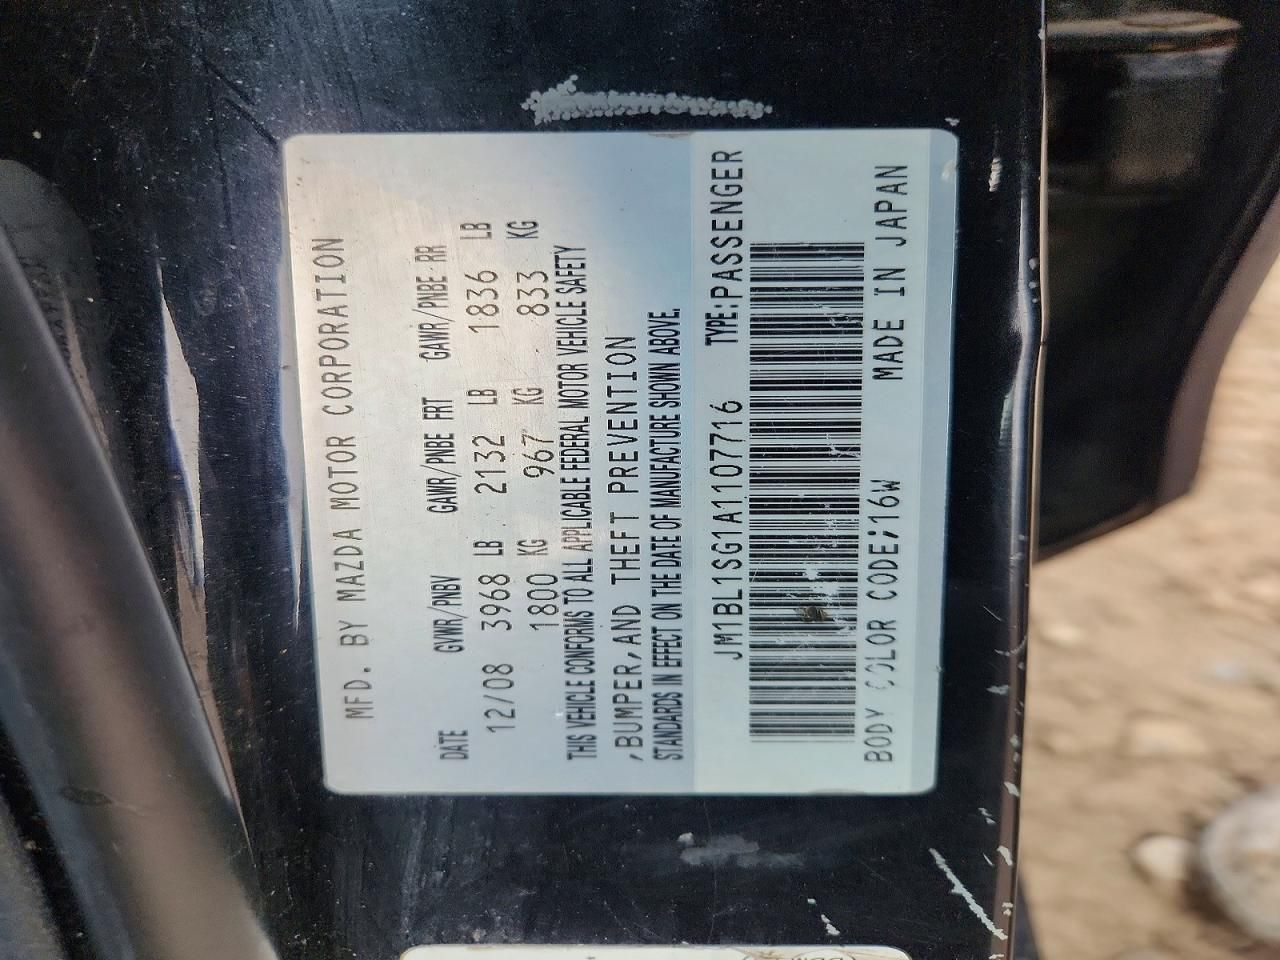 MFD. BY MAZDA MOTOR CORPORATION
DATE GVWR/PNBV GAWR/PNBE FRT GAWR/PNBE RR
12/08 3968 LB 2132 LB 1836 LB
1800 KG 967 KG 833 KG
THIS VEHICLE CONFORMS TO ALL APPLICABLE FEDERAL MOTOR VEHICLE SAFETY
,BUMPER,AND THEFT PREVENTION
STANDARDS IN EFFECT ON THE DATE OF MANUFACTURE SHOWN ABOVE.
JM1BL1SG1A1107716 TYPE:PASSENGER
BODY COLOR CODE;16W MADE IN JAPAN